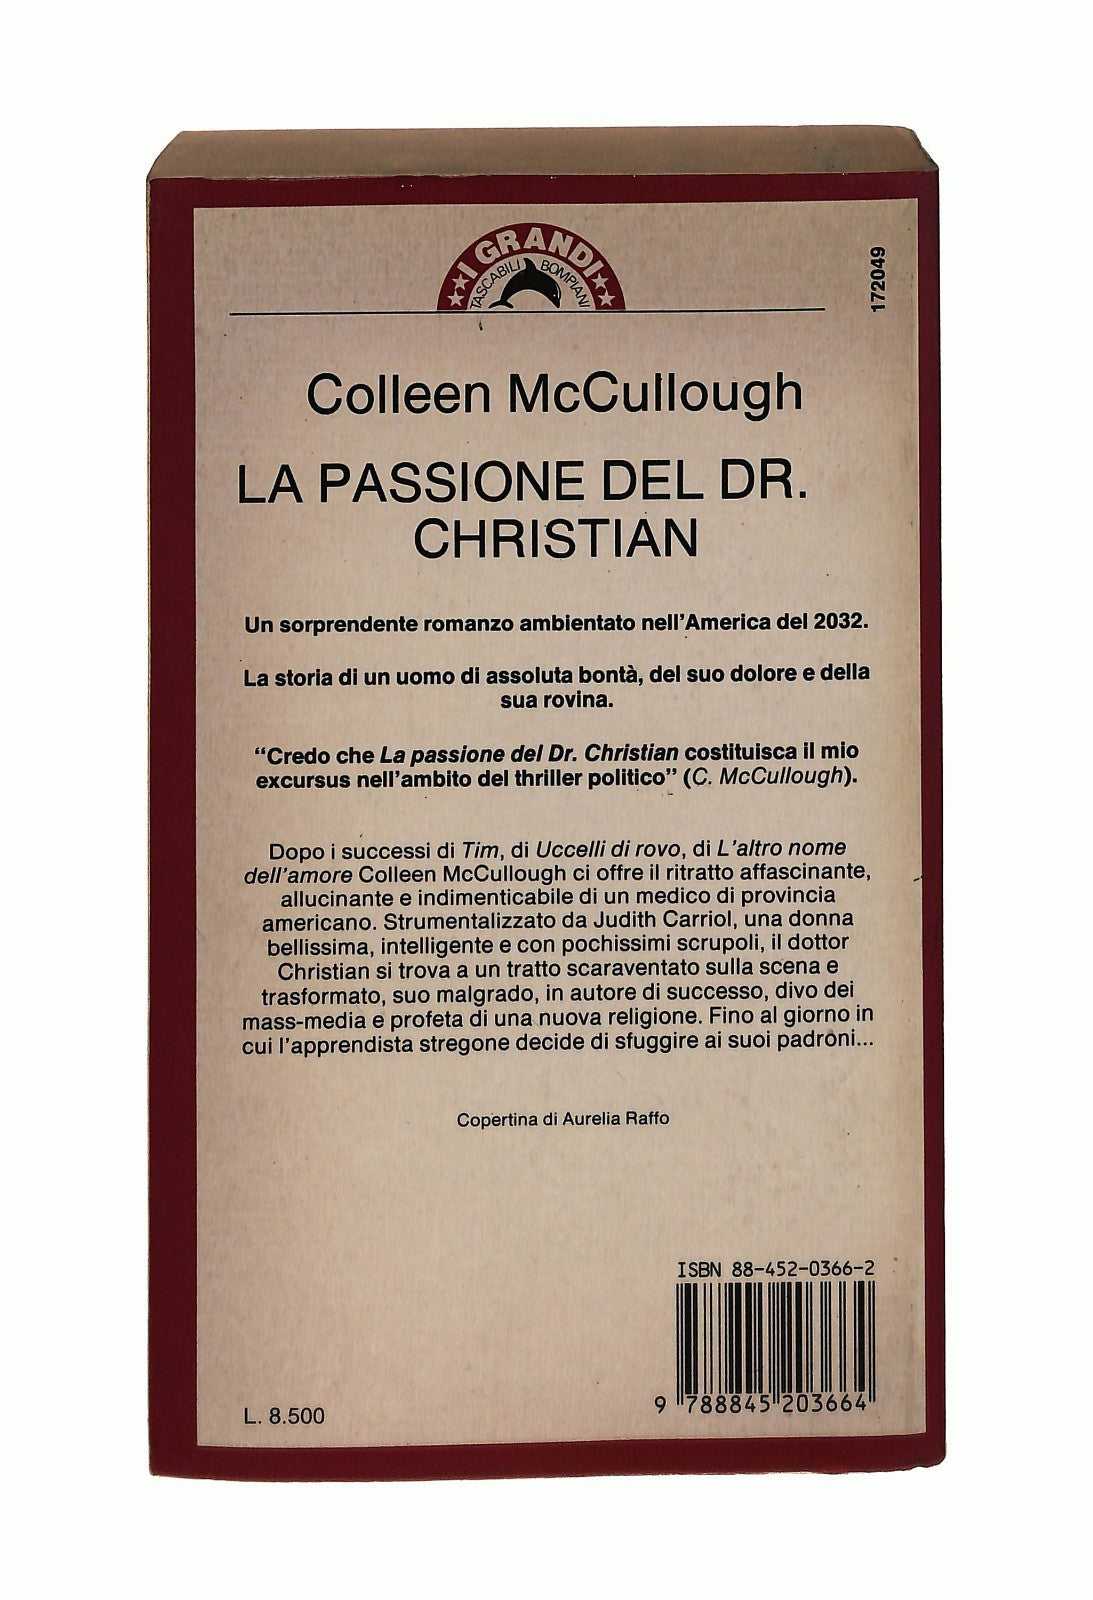 I GRANDI
TASCABILI BOMPIANI
172049
Colleen McCullough
LA PASSIONE DEL DR.
CHRISTIAN
Un sorprendente romanzo ambientato nell'America del 2032.
La storia di un uomo di assoluta bontà, del suo dolore e della
sua rovina.
“Credo che La passione del Dr. Christian costituisca il mio
excursus nell'ambito del thriller politico” (C. McCullough).
Dopo i successi di Tim, di Uccelli di rovo, di L'altro nome
dell'amore Colleen McCullough ci offre il ritratto affascinante,
allucinante e indimenticabile di un medico di provincia
americano. Strumentalizzato da Judith Carriol, una donna
bellissima, intelligente e con pochissimi scrupoli, il dottor
Christian si trova a un tratto scaraventato sulla scena e
trasformato, suo malgrado, in autore di successo, divo dei
mass-media e profeta di una nuova religione. Fino al giorno in
cui l'apprendista stregone decide di sfuggire ai suoi padroni...
Copertina di Aurelia Raffo
ISBN 88-452-0366-2
9 788845 203664
L. 8.500